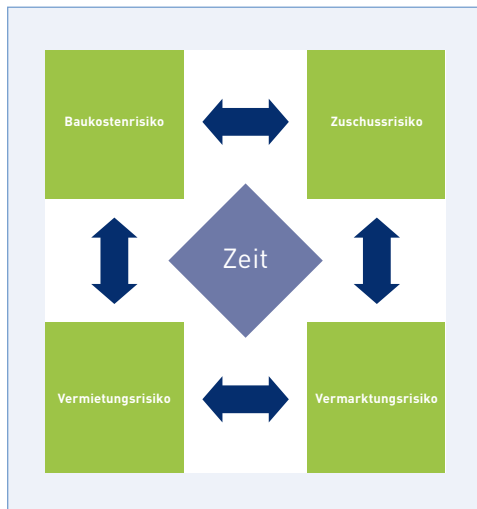 Baukostenrisiko
Zuschussrisiko
Zeit
Vermietungsrisiko
Vermarktungsrisiko